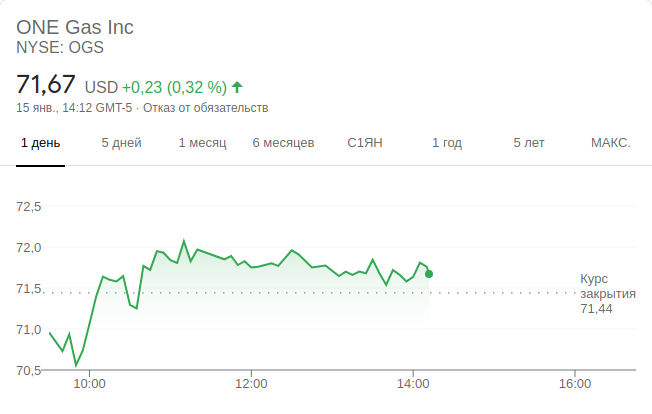 ONE Gas Inc
NYSE: OGS
71,67 USD +0,23 (0,32 %)
15 янв., 14:12 GMT-5 · Отказ от обязательств
1 день 5 дней 1 месяц 6 месяцев С1ЯН 1 год 5 лет МАКС.
72,5
72,0
71,5
71,0
70,5
Курс
закрытия
71,44
10:00 12:00 14:00 16:00